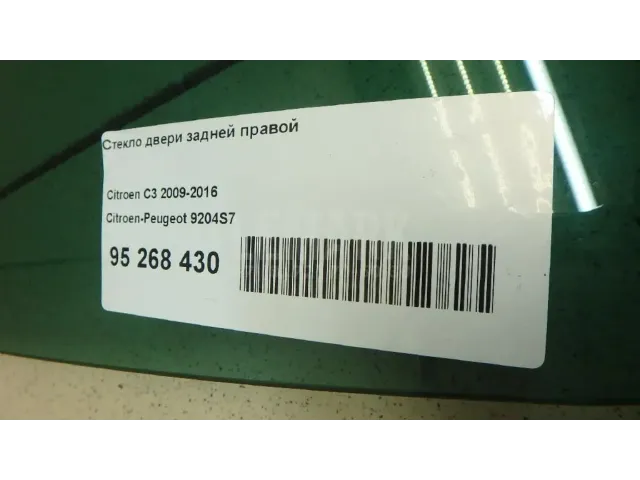 Стекло двери задней правой
Citroen C3 2009-2016
Citroen-Peugeot 9204S7
95 268 430